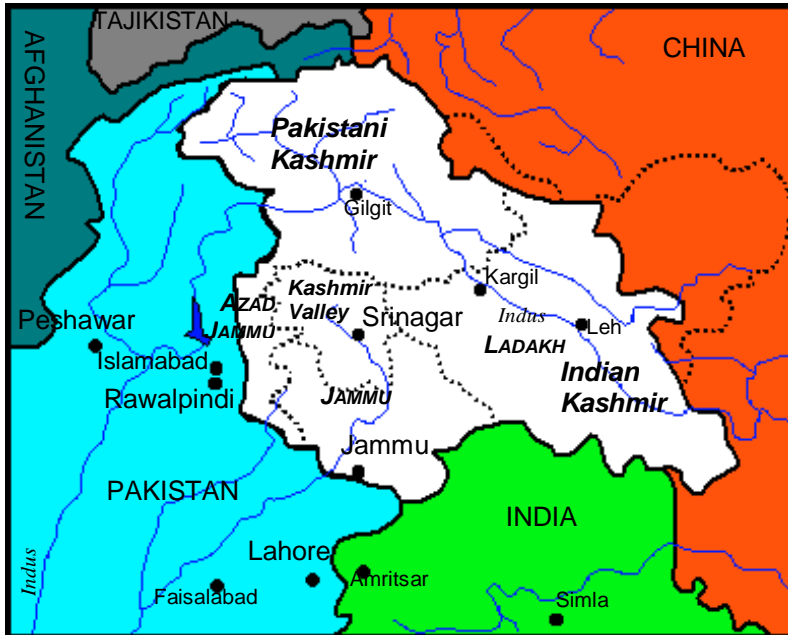 TAJIKISTAN
AFGHANISTAN
CHINA
Pakistani
Kashmir
Gilgit
Kashmir
Valley
Kargil
AZAD
JAMMU
Srinagar
Indus
Leh
LADAKH
Peshawar
Islamabad
Rawalpindi
Indian
Kashmir
JAMMU
Jammu
PAKISTAN
INDIA
Lahore
Amritsar
Indus
Faisalabad
Simla